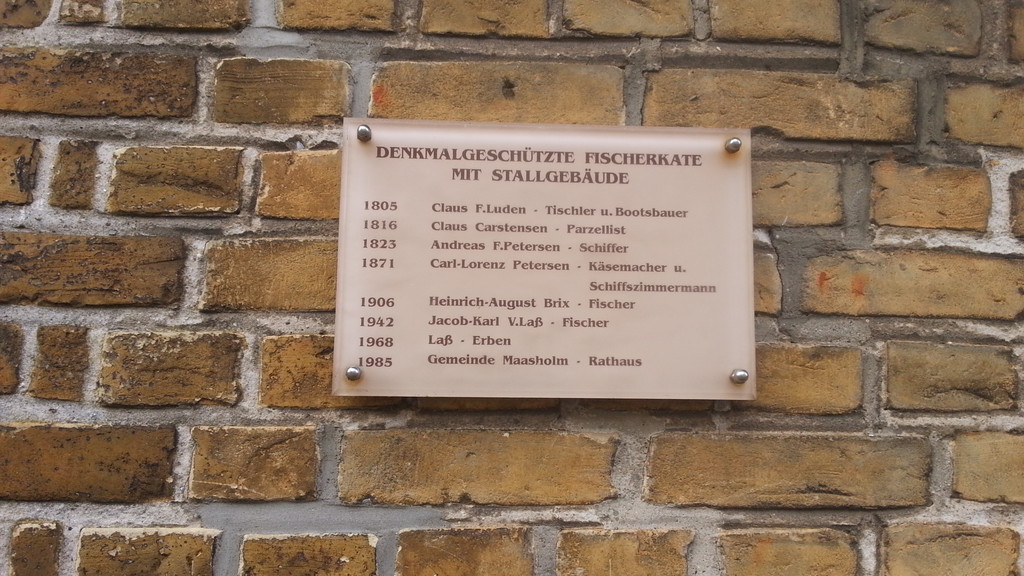 DENKMALGESCHÜTZTE FISCHERKATE
MIT STALLGEBÄUDE
1805 Claus F.Luden - Tischler u. Bootsbauer
1816 Claus Carstensen - Parzellist
1823 Andreas F.Petersen - Schiffer
1871 Carl-Lorenz Petersen - Käsemacher u.
Schiffszimmermann
1906 Heinrich-August Brix - Fischer
1942 Jacob-Karl V.Laß - Fischer
1968 Laß - Erben
1985 Gemeinde Maasholm - Rathaus